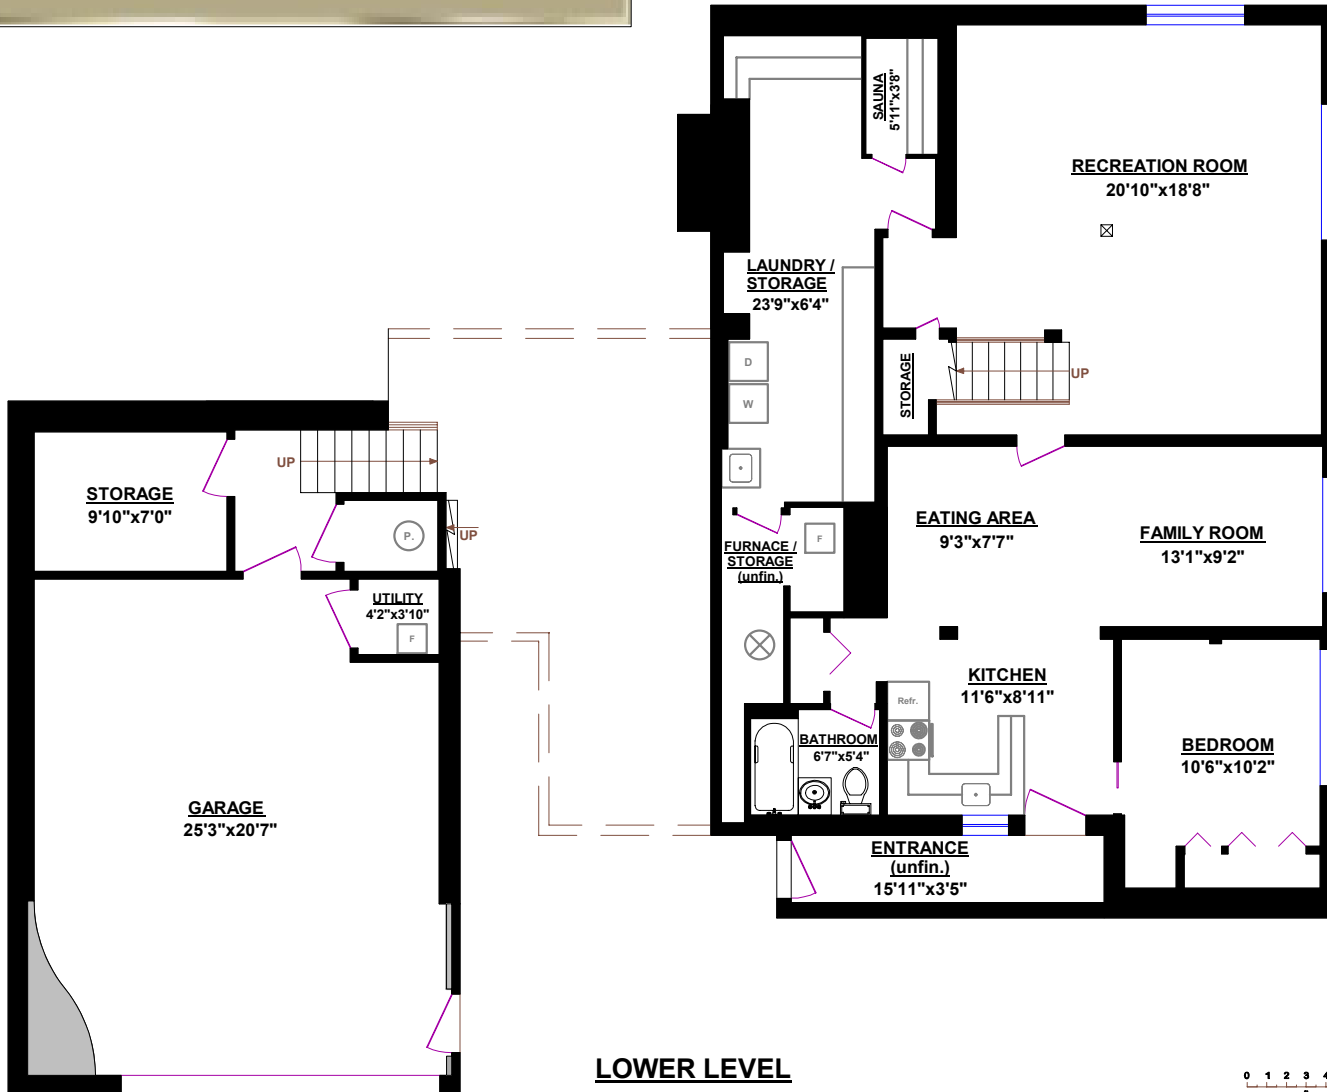 SAUNA
5'11"x3'8"
RECREATION ROOM
20'10"x18'8"
LAUNDRY /
STORAGE
23'9"x6'4"
D
W
STORAGE
UP
UP
STORAGE
9'10"x7'0"
P.
UP
EATING AREA
9'3"x7'7"
FAMILY ROOM
13'1"x9'2"
F
FURNACE /
STORAGE
(unfin.)
UTILITY
4'2"x3'10"
F
KITCHEN
11'6"x8'11"
Refr.
BATHROOM
6'7"x5'4"
BEDROOM
10'6"x10'2"
GARAGE
25'3"x20'7"
ENTRANCE
(unfin.)
15'11"x3'5"
LOWER LEVEL
0 1 2 3 4